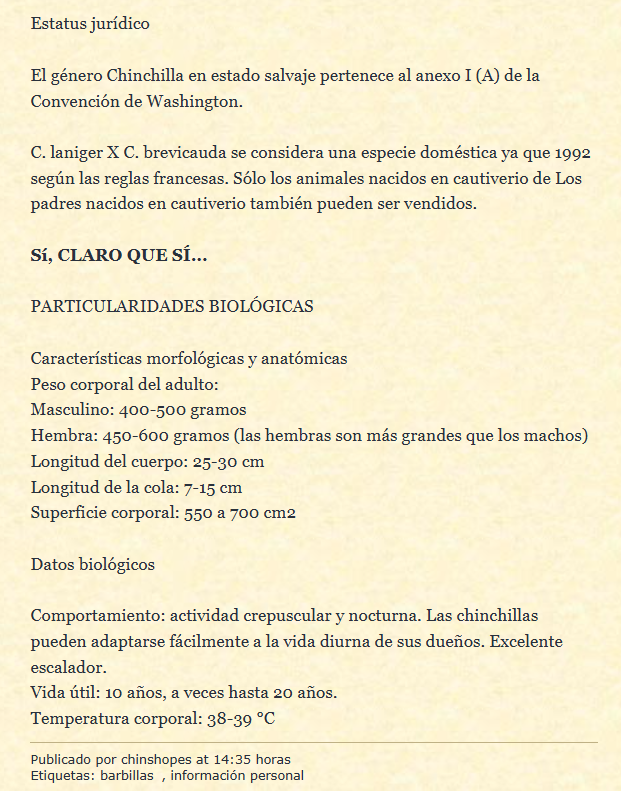 Estatus jurídico
El género Chinchilla en estado salvaje pertenece al anexo I (A) de la
Convención de Washington.
C. laniger X C. brevicauda se considera una especie doméstica ya que 1992
según las reglas francesas. Sólo los animales nacidos en cautiverio de Los
padres nacidos en cautiverio también pueden ser vendidos.
Sí, CLARO QUE SÍ...
PARTICULARIDADES BIOLÓGICAS
Características morfológicas y anatómicas
Peso corporal del adulto:
Masculino: 400-500 gramos
Hembra: 450-600 gramos (las hembras son más grandes que los machos)
Longitud del cuerpo: 25-30 cm
Longitud de la cola: 7-15 cm
Superficie corporal: 550 a 700 cm2
Datos biológicos
Comportamiento: actividad crepuscular y nocturna. Las chinchillas
pueden adaptarse fácilmente a la vida diurna de sus dueños. Excelente
escalador.
Vida útil: 10 años, a veces hasta 20 años.
Temperatura corporal: 38-39 °C
Publicado por chinshopes at 14:35 horas
Etiquetas: barbillas , información personal